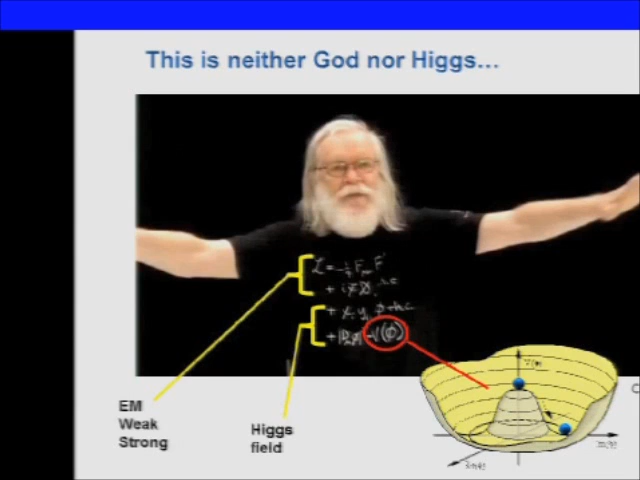 This is neither God nor Higgs...
+ h.c
-V(ϕ)
V(ϕ)
EM
Weak
Strong
Higgs
field